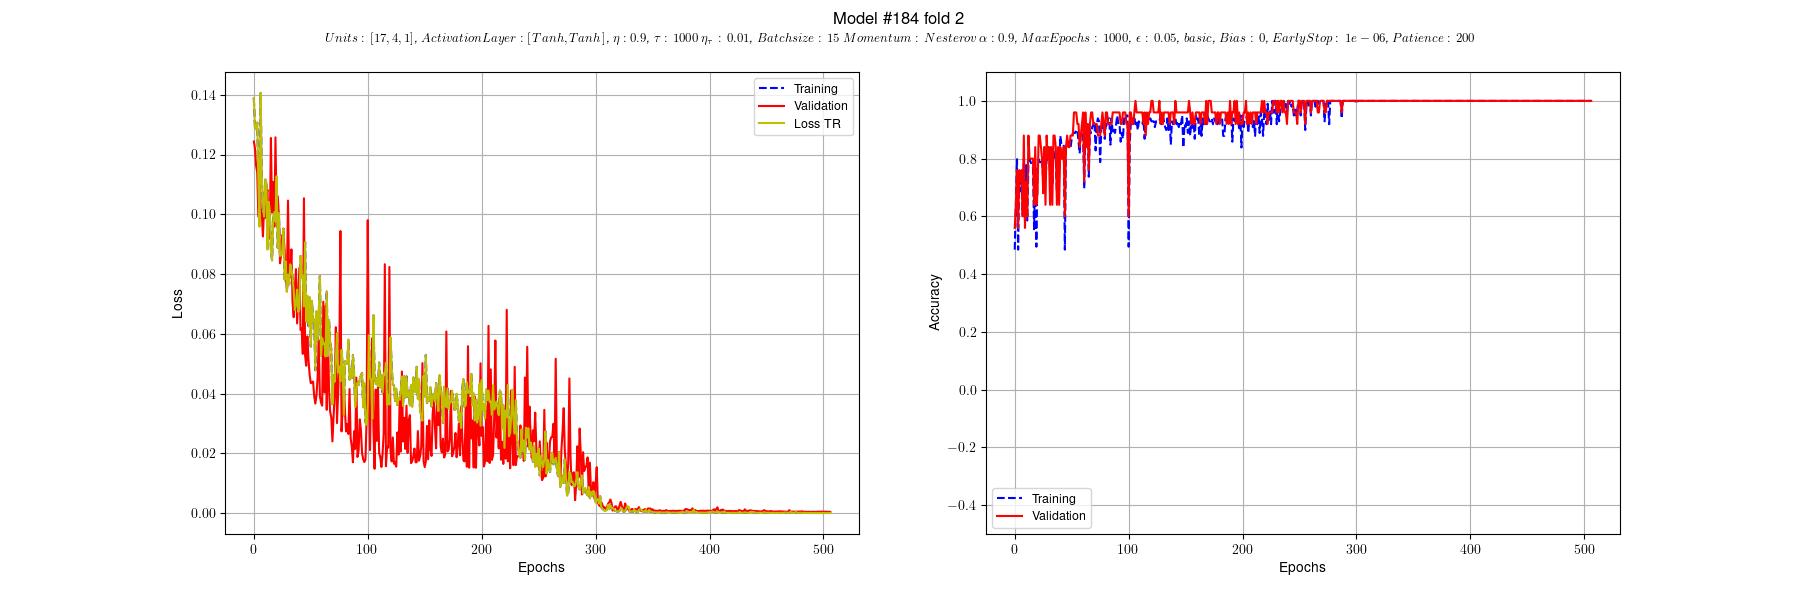 Model #184 fold 2
Units : [17, 4, 1], ActivationLayer : [Tanh, Tanh], η : 0.9, τ : 1000 ητ : 0.01, Batchsize : 15 Momentum : Nesterov α : 0.9, MaxEpochs : 1000, ϵ : 0.05, basic, Bias : 0, EarlyStop : 1e − 06, Patience : 200
0.14
0.12
0.10
0.08
0.06
0.04
0.02
0.00
Loss
0 100 200 300 400 500
Epochs
Training
Validation
Loss TR
1.0
0.8
0.6
0.4
0.2
0.0
−0.2
−0.4
Accuracy
0 100 200 300 400 500
Epochs
Training
Validation